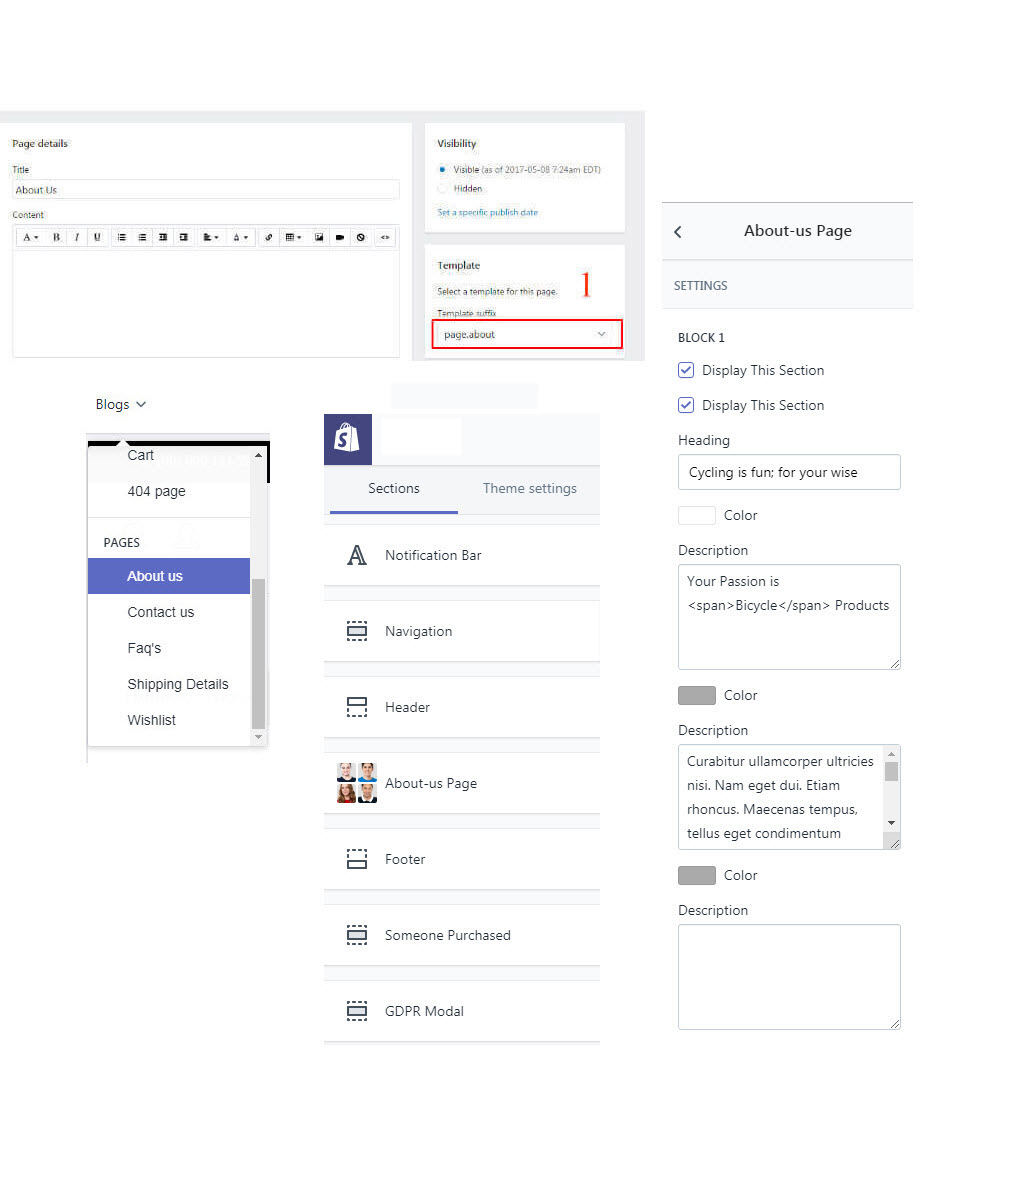 Page details
Title
About Us
Content
A B I U
Visibility
Visible (as of 2017-05-08 7:24am EDT)
Hidden
Set a specific publish date
Template
Select a template for this page.
1
Template suffix
page.about
Blogs
Cart
404 page
PAGES
About us
Contact us
Faq's
Shipping Details
Wishlist
S
Sections Theme settings
Notification Bar
Navigation
Header
About-us Page
Footer
Someone Purchased
GDPR Modal
About-us Page
SETTINGS
BLOCK 1
Display This Section
Display This Section
Heading
Cycling is fun; for your wise
Color
Description
Your Passion is
<span>Bicycle</span> Products
Color
Description
Curabitur ullamcorper ultricies
nisi. Nam eget dui. Etiam
rhoncus. Maecenas tempus,
tellus eget condimentum
Color
Description